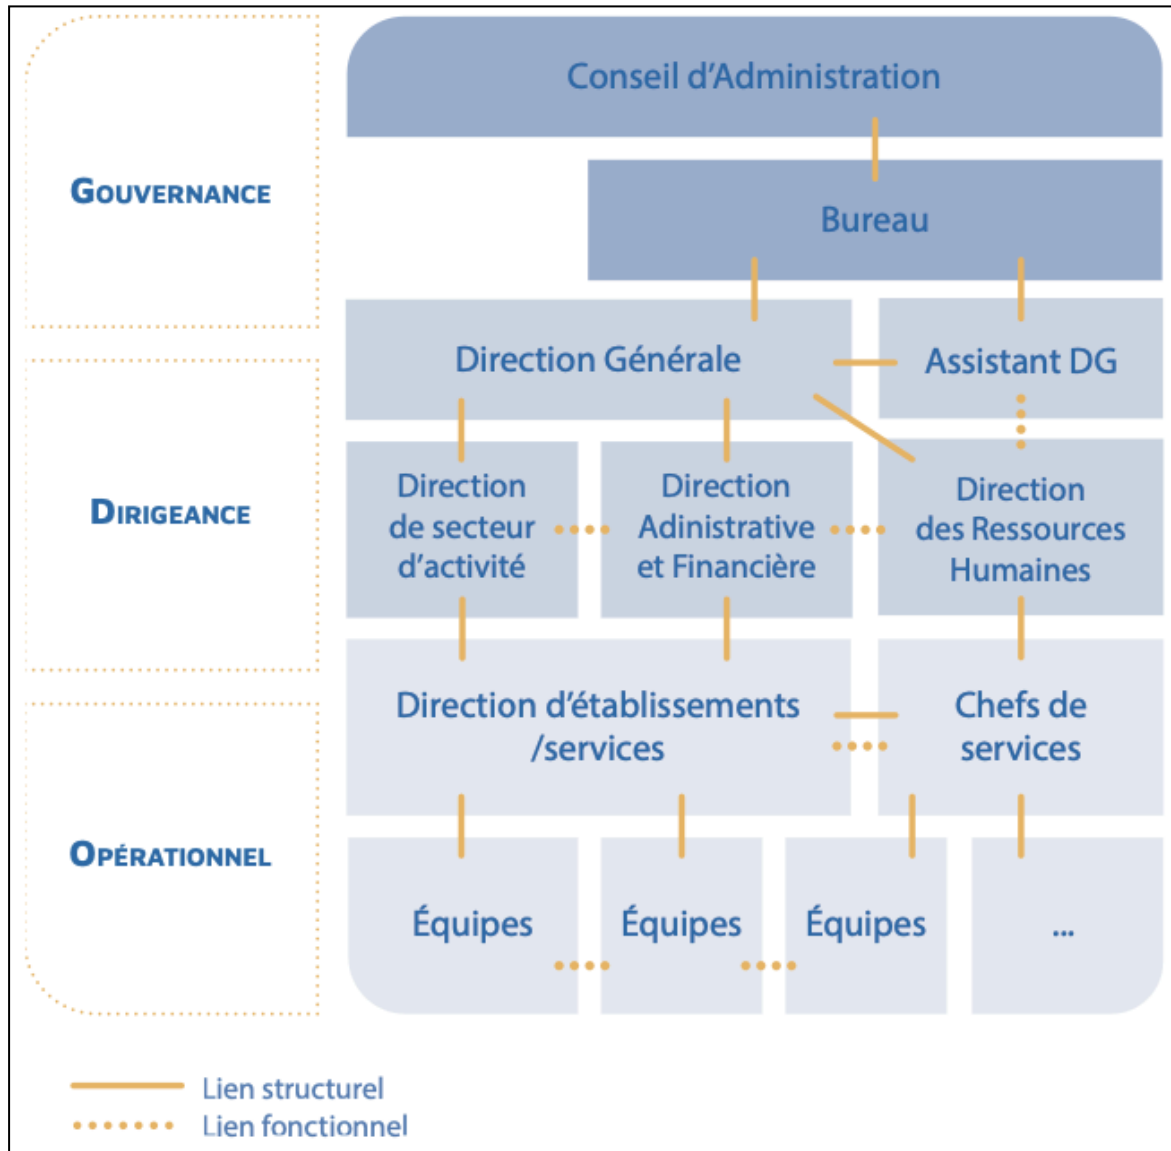 Conseil d'Administration
GOUVERNANCE
Bureau
Direction Générale
Assistant DG
DIRIGEANCE
Direction
de secteur
d'activité
Direction
Adinistrative
et Financière
Direction
des Ressources
Humaines
Direction d'établissements
/services
Chefs de
services
OPÉRATIONNEL
Équipes
Équipes
Équipes
...
Lien structurel
Lien fonctionnel